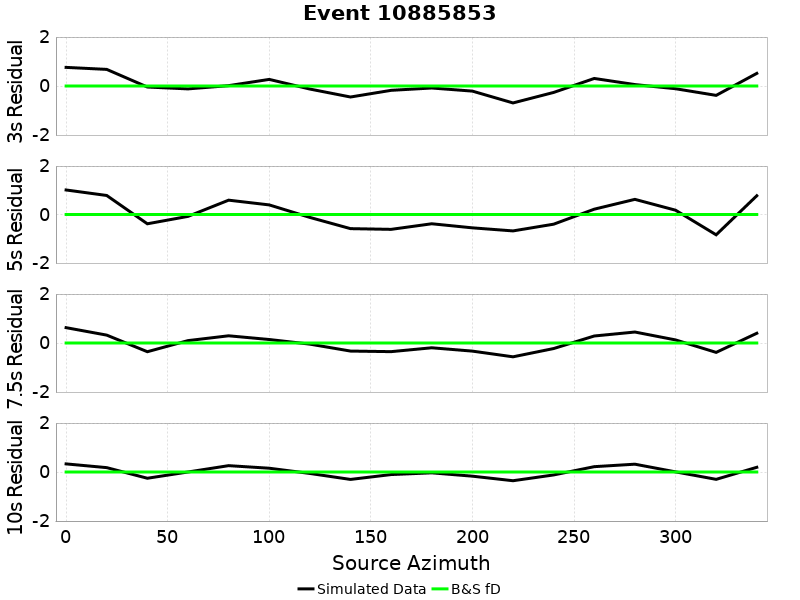 Event 10885853
3s Residual
2
0
-2
5s Residual
2
0
-2
7.5s Residual
2
0
-2
10s Residual
2
0
-2
0 50 100 150 200 250 300
Source Azimuth
Simulated Data B&S fD